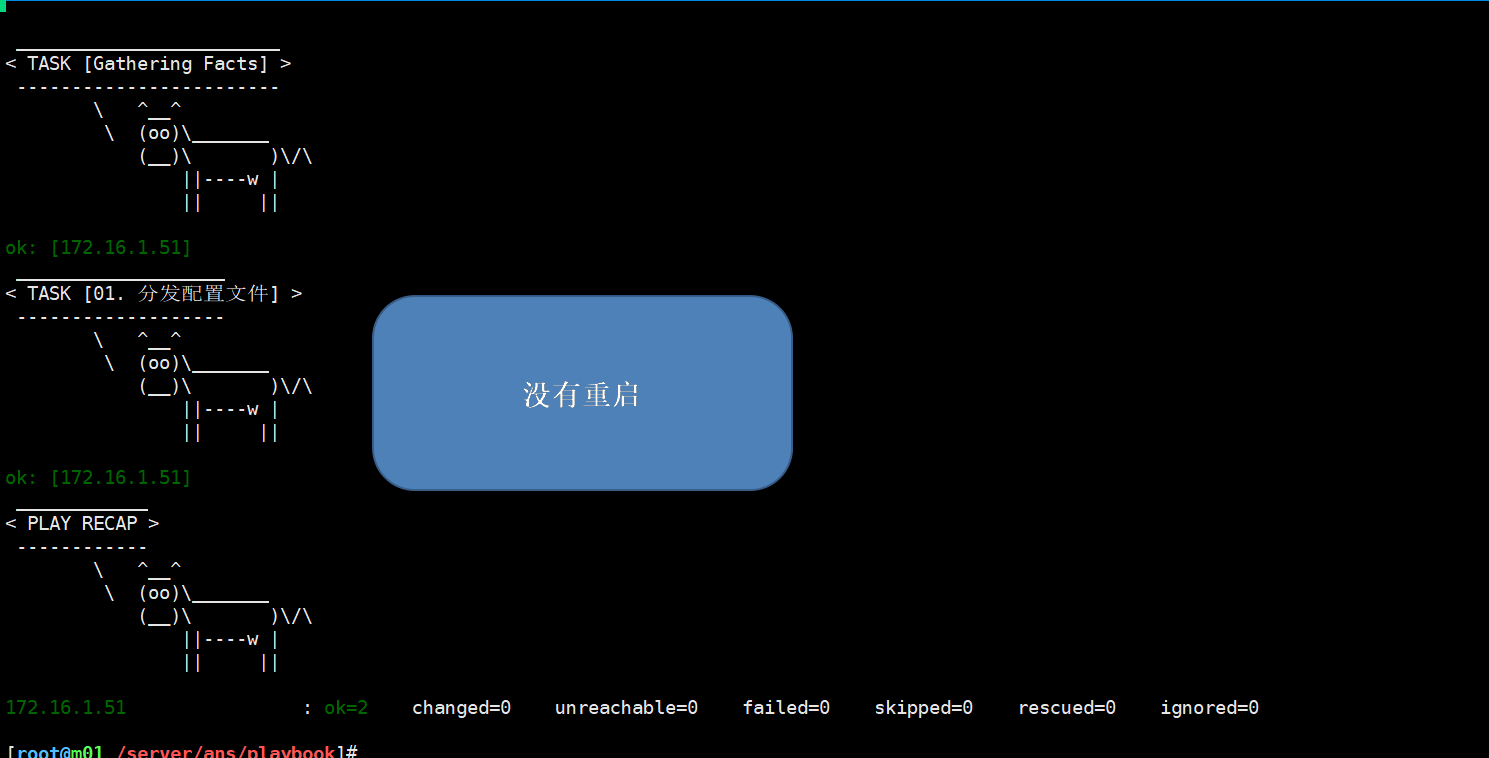 ________________________
< TASK [Gathering Facts] >
 ------------------------
        \   ^__^
         \  (oo)\_______
            (__)\       )\/\
                ||----w |
                ||     ||
ok: [172.16.1.51]
 ___________________
< TASK [01. 分发配置文件] >
 -------------------
        \   ^__^
         \  (oo)\_______
            (__)\       )\/\
                ||----w |
                ||     ||
没有重启
ok: [172.16.1.51]
 ____________
< PLAY RECAP >
 ------------
        \   ^__^
         \  (oo)\_______
            (__)\       )\/\
                ||----w |
                ||     ||
172.16.1.51                : ok=2    changed=0    unreachable=0    failed=0    skipped=0    rescued=0    ignored=0
[root@m01 /server/ans/playbook]#